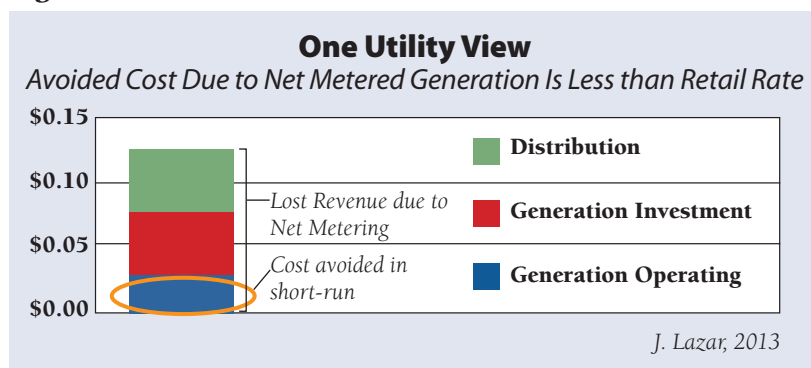 One Utility View
Avoided Cost Due to Net Metered Generation Is Less than Retail Rate
$0.15
$0.10
$0.05
$0.00
Lost Revenue due to
Net Metering
Cost avoided in
short-run
Distribution
Generation Investment
Generation Operating
J. Lazar, 2013